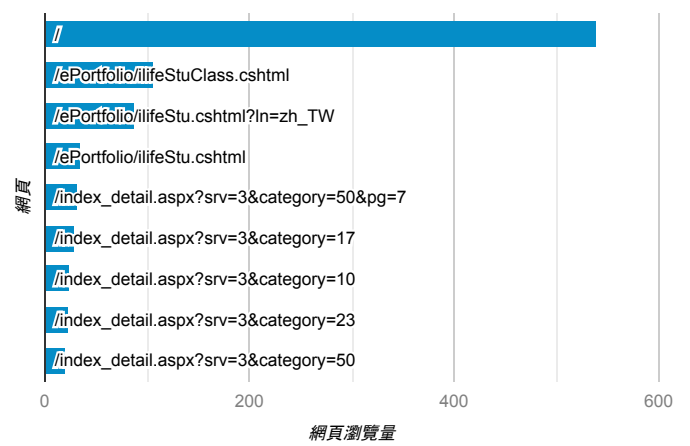 /
/ePortfolio/ilifeStuClass.cshtml
/ePortfolio/ilifeStu.cshtml?ln=zh_TW
/ePortfolio/ilifeStu.cshtml
/index_detail.aspx?srv=3&category=50&pg=7
/index_detail.aspx?srv=3&category=17
/index_detail.aspx?srv=3&category=10
/index_detail.aspx?srv=3&category=23
/index_detail.aspx?srv=3&category=50
網頁
0 200 400 600
網頁瀏覽量